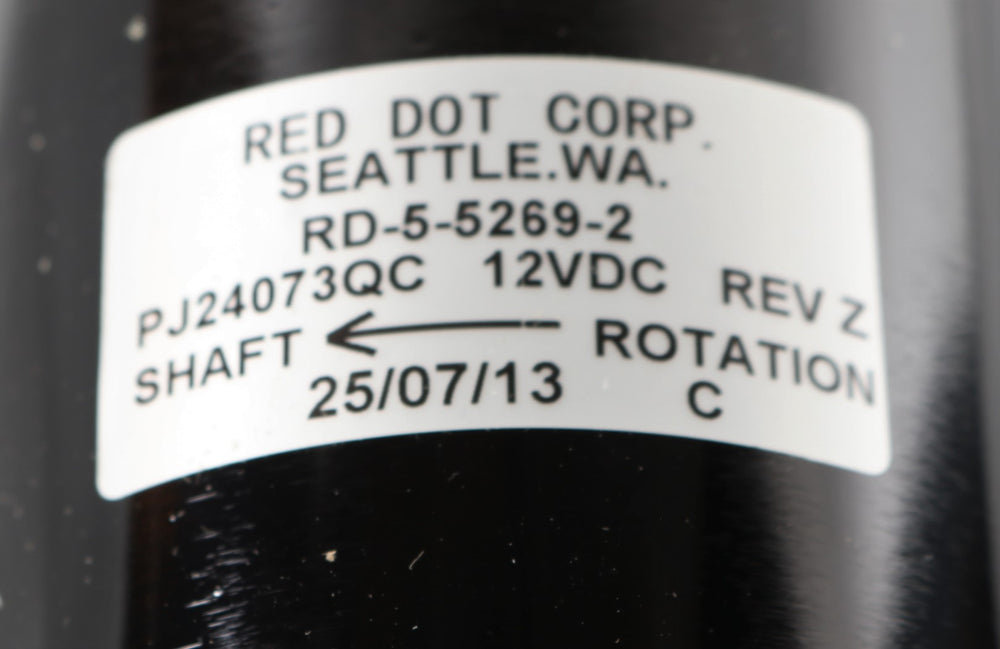 RED DOT CORP.
SEATTLE.WA.
RD-5-5269-2
PJ24073QC 12VDC REV Z
SHAFT ← ROTATION
25/07/13 C